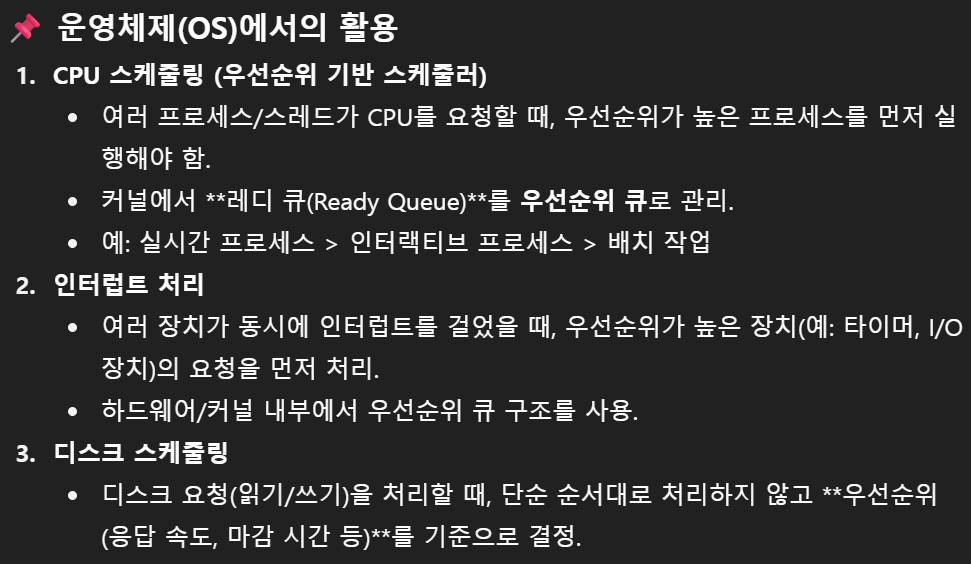 📌 운영체제(OS)에서의 활용
1. CPU 스케줄링 (우선순위 기반 스케줄러)
• 여러 프로세스/스레드가 CPU를 요청할 때, 우선순위가 높은 프로세스를 먼저 실
행해야 함.
• 커널에서 **레디 큐(Ready Queue)**를 우선순위 큐로 관리.
• 예: 실시간 프로세스 > 인터랙티브 프로세스 > 배치 작업
2. 인터럽트 처리
• 여러 장치가 동시에 인터럽트를 걸었을 때, 우선순위가 높은 장치(예: 타이머, I/O
장치)의 요청을 먼저 처리.
• 하드웨어/커널 내부에서 우선순위 큐 구조를 사용.
3. 디스크 스케줄링
• 디스크 요청(읽기/쓰기)을 처리할 때, 단순 순서대로 처리하지 않고 **우선순위
(응답 속도, 마감 시간 등)**를 기준으로 결정.